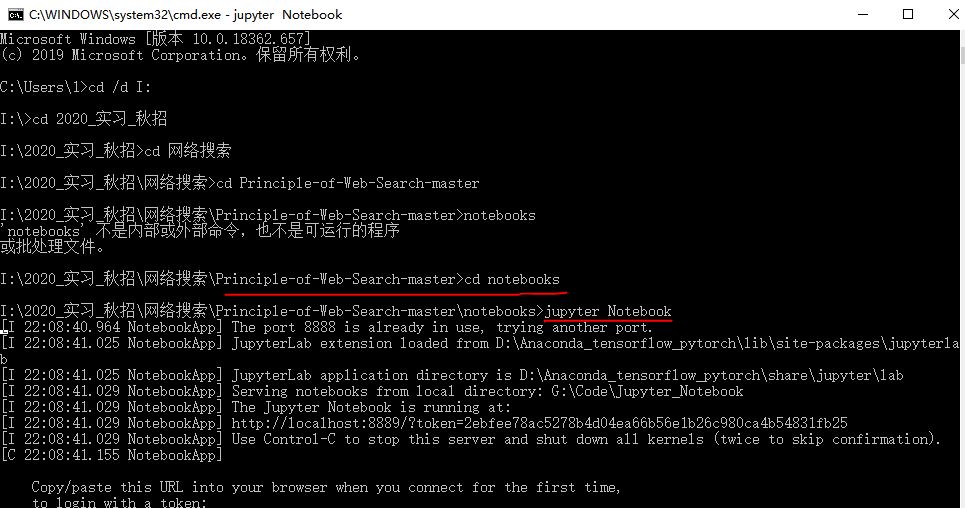 C:\WINDOWS\system32\cmd.exe - jupyter  Notebook
Microsoft Windows [版本 10.0.18362.657]
(c) 2019 Microsoft Corporation。保留所有权利。
C:\Users\1>cd /d I:
I:\>cd 2020_实习_秋招
I:\2020_实习_秋招>cd 网络搜索
I:\2020_实习_秋招\网络搜索>cd Principle-of-Web-Search-master
I:\2020_实习_秋招\网络搜索\Principle-of-Web-Search-master>notebooks
'notebooks' 不是内部或外部命令，也不是可运行的程序
或批处理文件。
I:\2020_实习_秋招\网络搜索\Principle-of-Web-Search-master>cd notebooks
I:\2020_实习_秋招\网络搜索\Principle-of-Web-Search-master\notebooks>jupyter Notebook
[I 22:08:40.964 NotebookApp] The port 8888 is already in use, trying another port.
[I 22:08:41.025 NotebookApp] JupyterLab extension loaded from D:\Anaconda_tensorflow_pytorch\lib\site-packages\jupyterla
b
[I 22:08:41.025 NotebookApp] JupyterLab application directory is D:\Anaconda_tensorflow_pytorch\share\jupyter\lab
[I 22:08:41.029 NotebookApp] Serving notebooks from local directory: G:\Code\Jupyter_Notebook
[I 22:08:41.029 NotebookApp] The Jupyter Notebook is running at:
[I 22:08:41.029 NotebookApp] http://localhost:8889/?token=2ebfee78ac5278b4d04ea66b56e1b26c980ca4b54831fb25
[I 22:08:41.029 NotebookApp] Use Control-C to stop this server and shut down all kernels (twice to skip confirmation).
[C 22:08:41.155 NotebookApp]
Copy/paste this URL into your browser when you connect for the first time,
to login with a token: